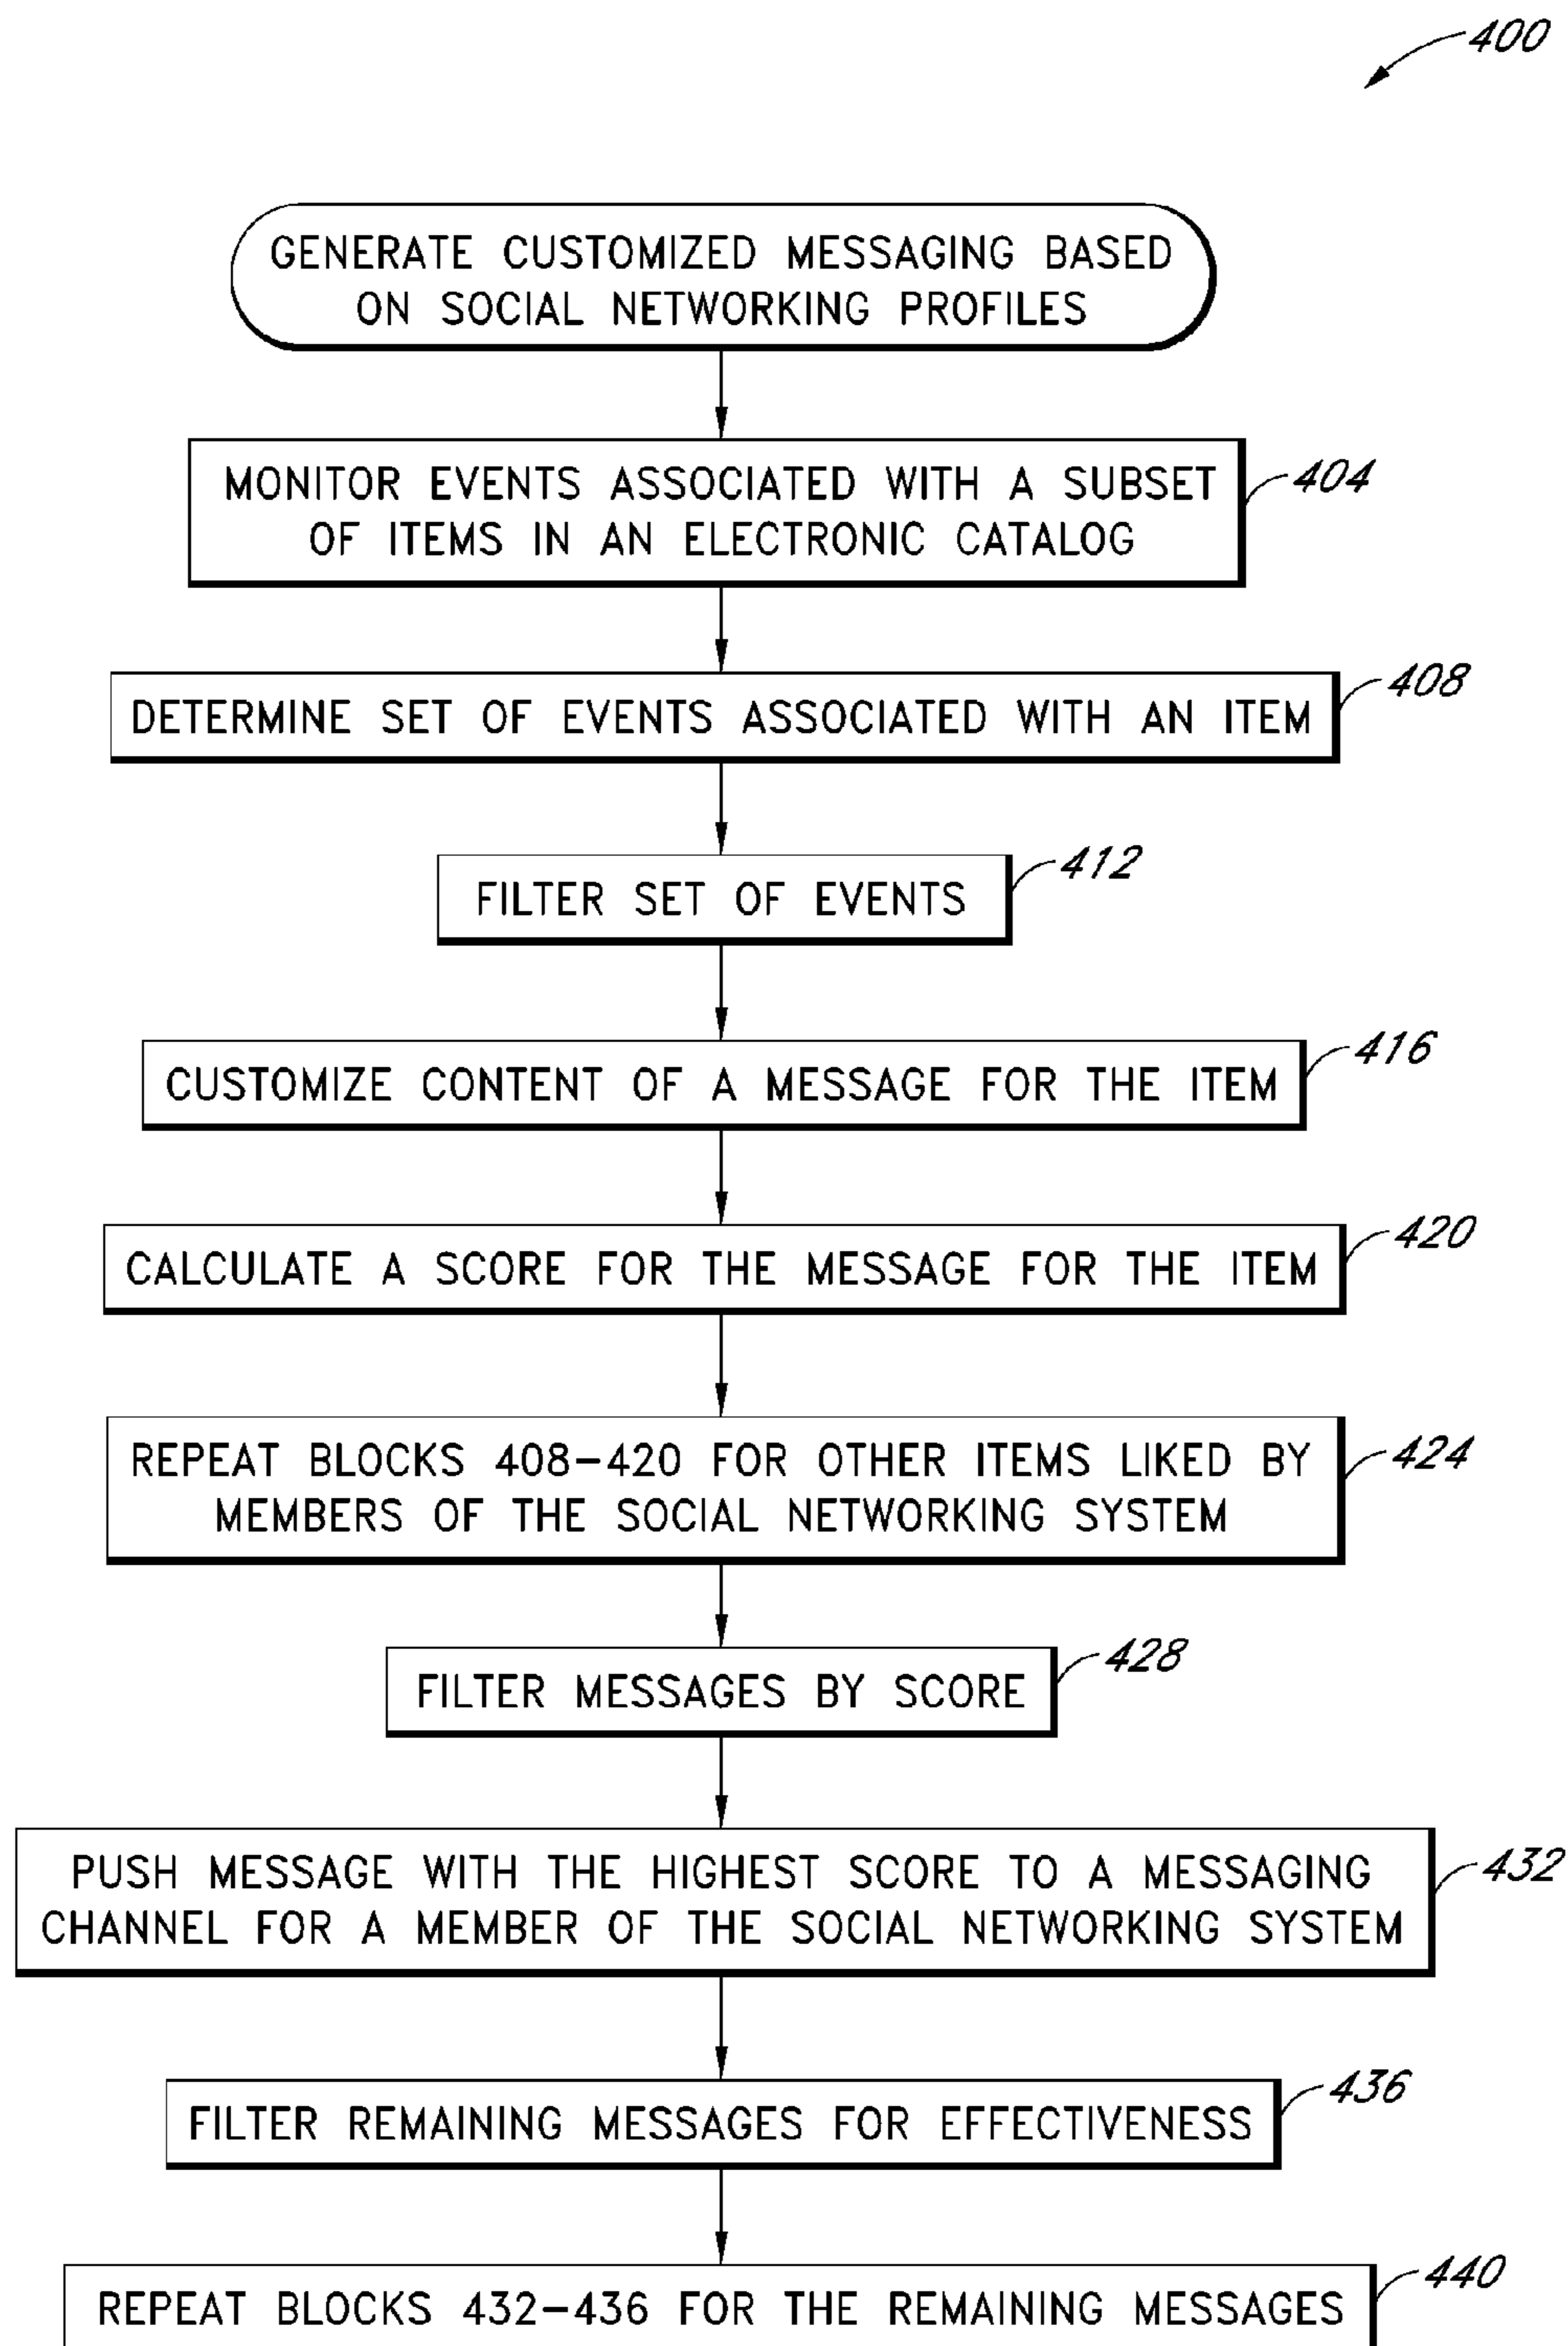 400
GENERATE CUSTOMIZED MESSAGING BASED
ON SOCIAL NETWORKING PROFILES
MONITOR EVENTS ASSOCIATED WITH A SUBSET
OF ITEMS IN AN ELECTRONIC CATALOG
404
DETERMINE SET OF EVENTS ASSOCIATED WITH AN ITEM
408
FILTER SET OF EVENTS
412
CUSTOMIZE CONTENT OF A MESSAGE FOR THE ITEM
416
CALCULATE A SCORE FOR THE MESSAGE FOR THE ITEM
420
REPEAT BLOCKS 408-420 FOR OTHER ITEMS LIKED BY
MEMBERS OF THE SOCIAL NETWORKING SYSTEM
424
FILTER MESSAGES BY SCORE
428
PUSH MESSAGE WITH THE HIGHEST SCORE TO A MESSAGING
CHANNEL FOR A MEMBER OF THE SOCIAL NETWORKING SYSTEM
432
FILTER REMAINING MESSAGES FOR EFFECTIVENESS
436
REPEAT BLOCKS 432-436 FOR THE REMAINING MESSAGES
440